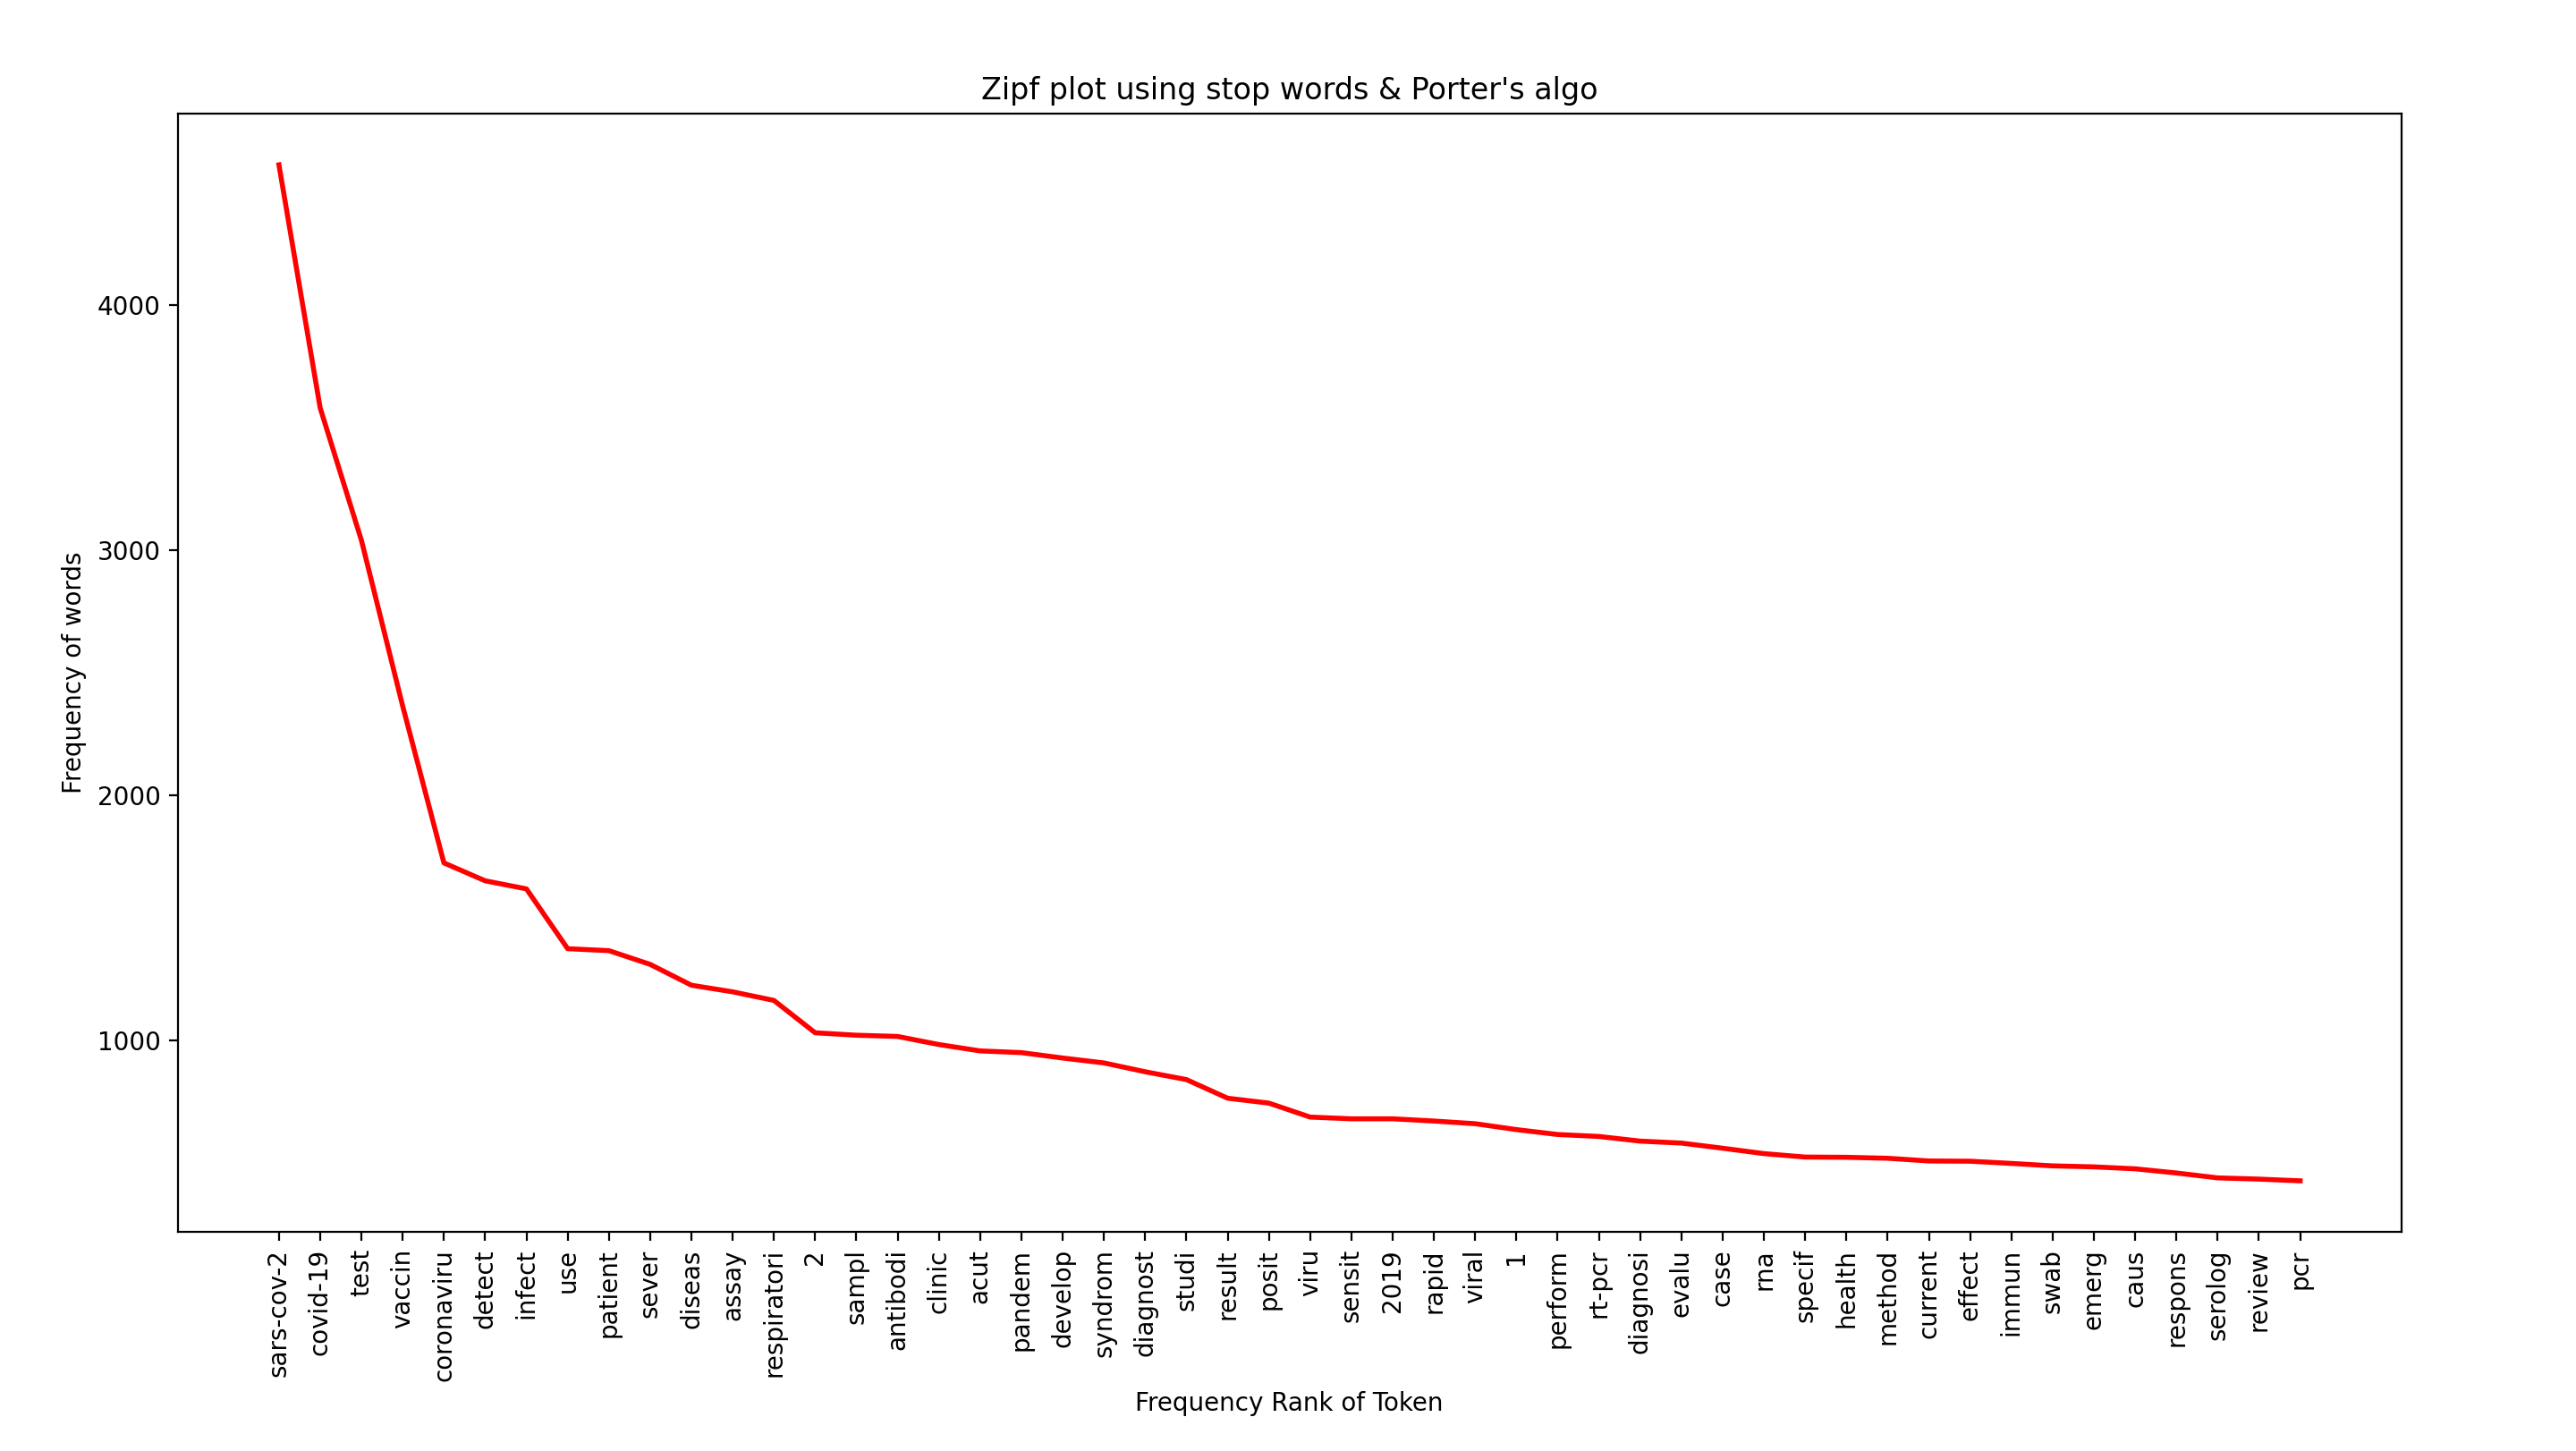 Zipf plot using stop words & Porter's algo
Frequency of words
4000
3000
2000
1000
sars-cov-2
covid-19
test
vaccin
coronaviru
detect
infect
use
patient
sever
diseas
assay
respiratori
2
sampl
antibodi
clinic
acut
pandem
develop
syndrom
diagnost
studi
result
posit
viru
sensit
2019
rapid
viral
1
perform
rt-pcr
diagnosi
evalu
case
rna
specif
health
method
current
effect
immun
swab
emerg
caus
respons
serolog
review
pcr
Frequency Rank of Token